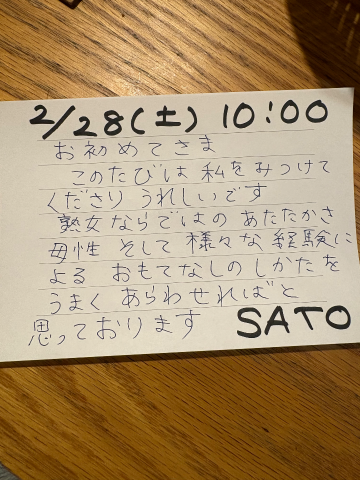 2/28(土) 10:00
お初めてさま
このたびは 私をみつけて
くださり うれしいです
熟女ならではの あたたかさ
母性 そして 様々な 経験に
よる おもてなしのしかたを
うまく あらわせればと
思っております SATO